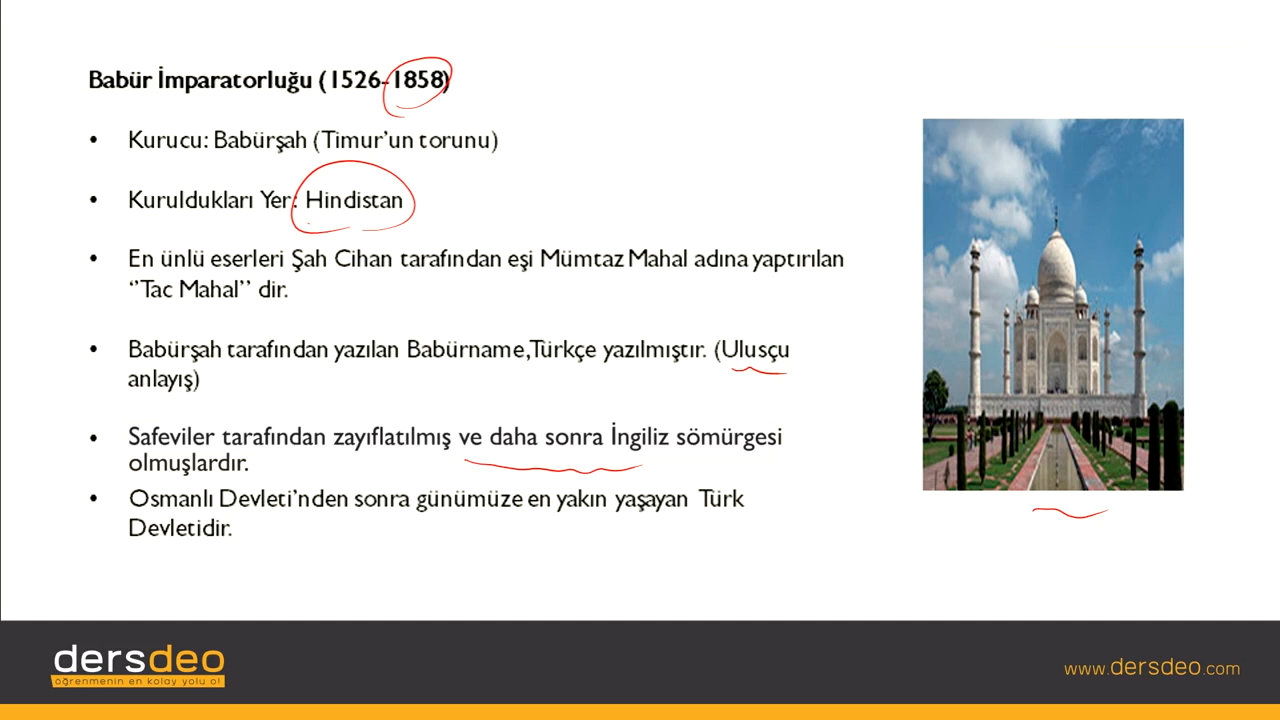 Babür İmparatorluğu (1526-1858)
• Kurucu: Babürşah (Timur’un torunu)
• Kuruldukları Yer: Hindistan
• En ünlü eserleri Şah Cihan tarafından eşi Mümtaz Mahal adına yaptırılan
‘’Tac Mahal’’ dir.
• Babürşah tarafından yazılan Babürname,Türkçe yazılmıştır. (Ulusçu
anlayış)
• Safeviler tarafından zayıflatılmış ve daha sonra İngiliz sömürgesi
olmuşlardır.
• Osmanlı Devleti’nden sonra günümüze en yakın yaşayan Türk
Devletidir.
dersdeo
öğrenmenin en kolay yolu o!
www.dersdeo.com